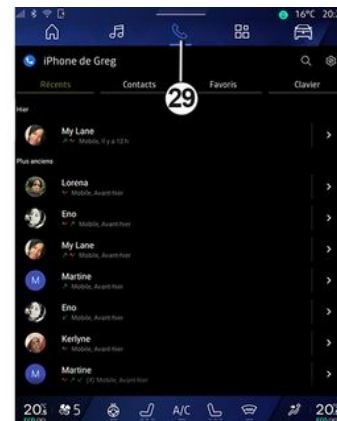 16°C 20:
iPhone de Greg
Récents Contacts Favoris Clavier
29
Hier
My Lane
Mobile, Il y a 12 h
Plus anciens
Lorena
Mobile, Avant-hier
Eno
Mobile, Avant-hier
My Lane
Mobile, Avant-hier
M Martine
Mobile, Avant-hier
Eno
Mobile, Avant-hier
Kerlyne
Mobile, Avant-hier
M Martine
(4) Mobile, Avant-hier
20 5 A/C 20